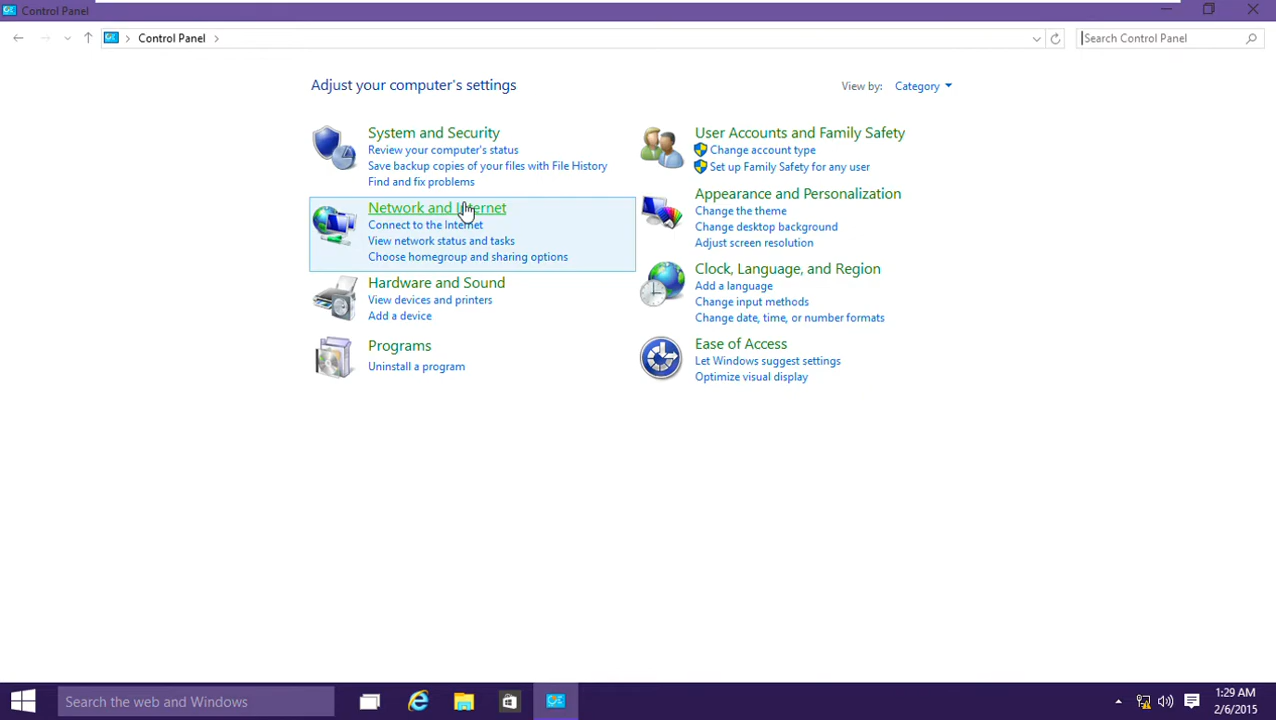 Control Panel
Control Panel
Search Control Panel
Adjust your computer's settings
View by: Category
System and Security
Review your computer's status
Save backup copies of your files with File History
Find and fix problems
Network and Internet
Connect to the Internet
View network status and tasks
Choose homegroup and sharing options
Hardware and Sound
View devices and printers
Add a device
Programs
Uninstall a program
User Accounts and Family Safety
Change account type
Set up Family Safety for any user
Appearance and Personalization
Change the theme
Change desktop background
Adjust screen resolution
Clock, Language, and Region
Add a language
Change input methods
Change date, time, or number formats
Ease of Access
Let Windows suggest settings
Optimize visual display
Search the web and Windows
1:29 AM
2/6/2015